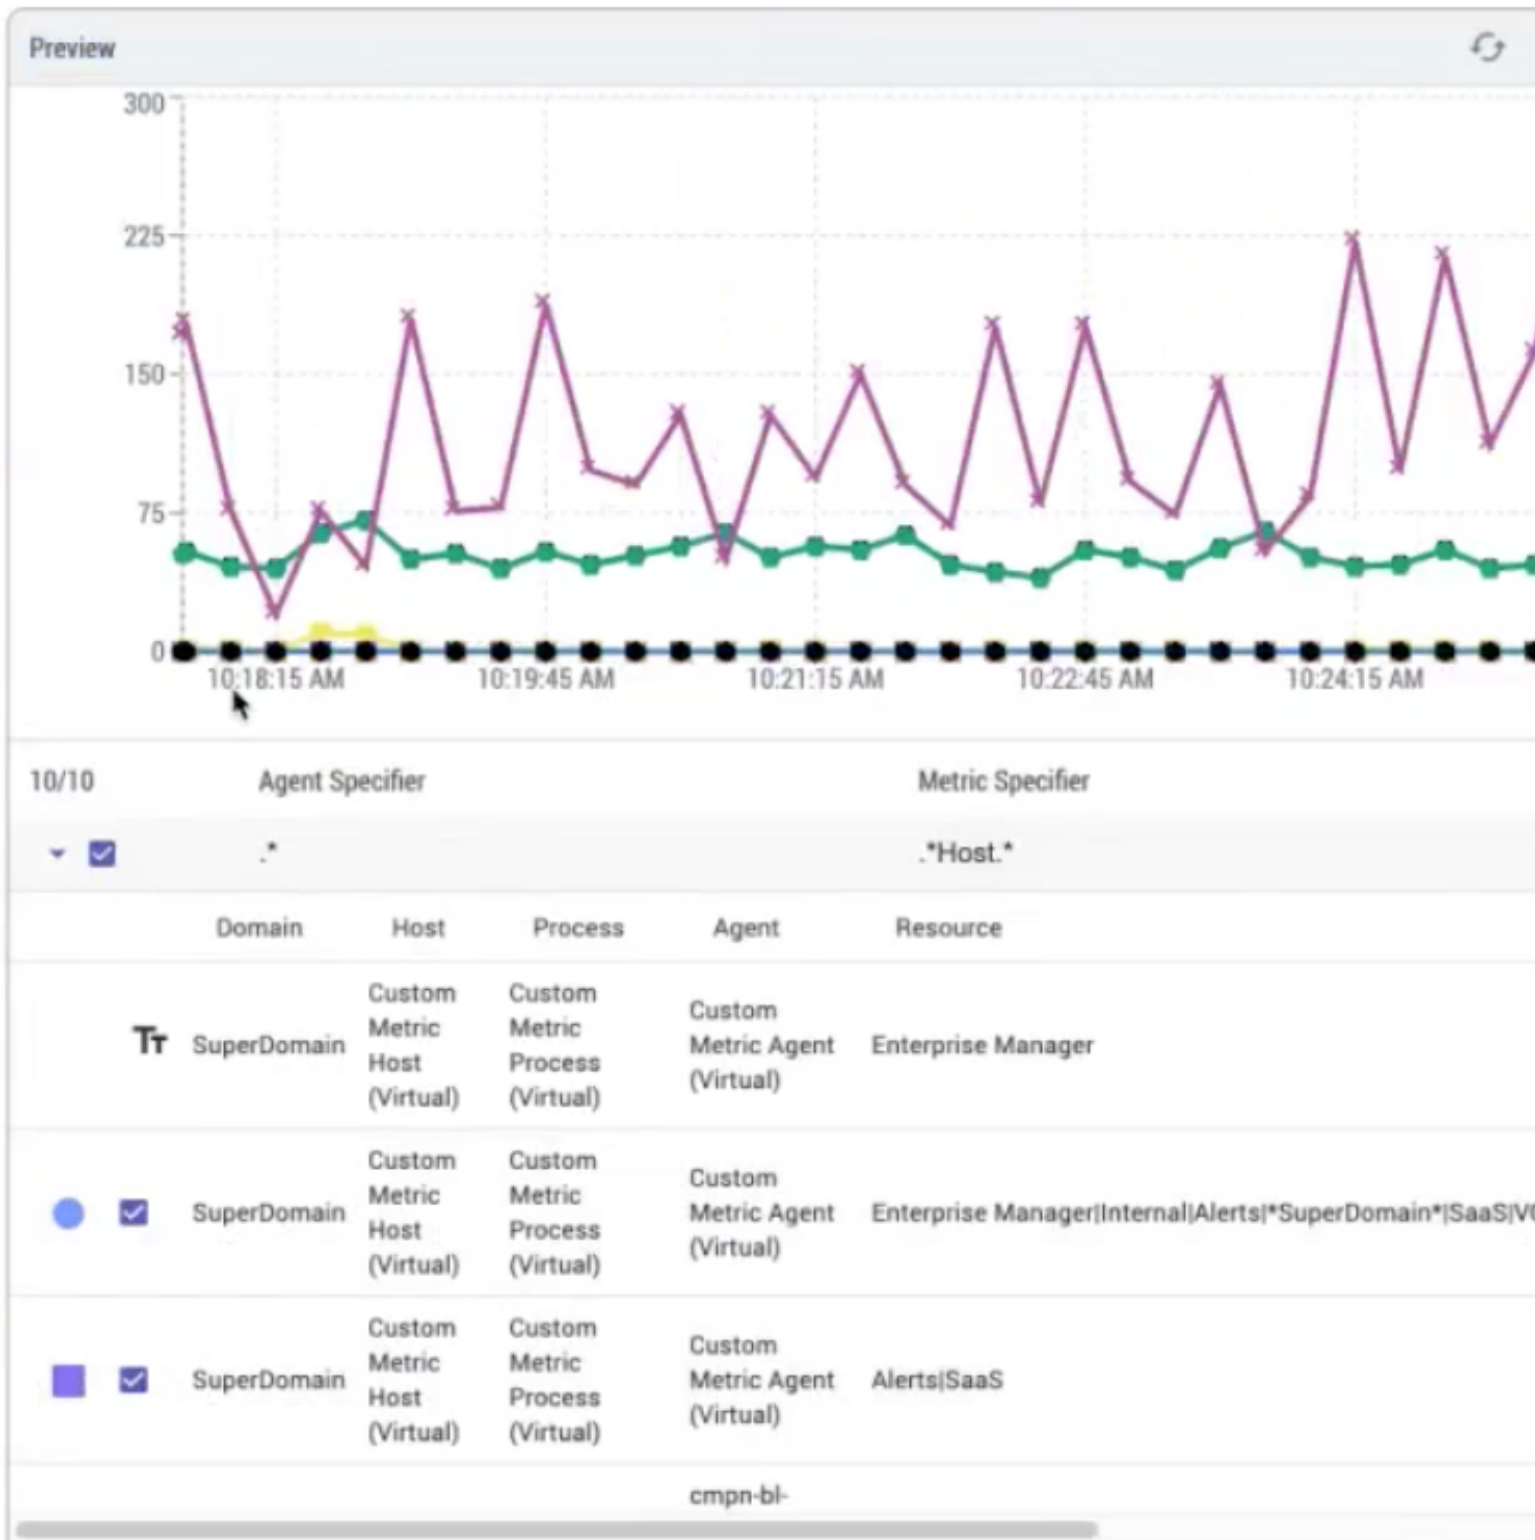 Preview
300
225
150
75
0
10:18:15 AM 10:19:45 AM 10:21:15 AM 10:22:45 AM 10:24:15 AM
10/10 Agent Specifier Metric Specifier
.* .*Host.*
Domain Host Process Agent Resource
Tт SuperDomain Custom Metric Host (Virtual) Custom Metric Process (Virtual) Custom Metric Agent (Virtual) Enterprise Manager
SuperDomain Custom Metric Host (Virtual) Custom Metric Process (Virtual) Custom Metric Agent (Virtual) Enterprise Manager|Internal|Alerts|*SuperDomain*|SaaS|
SuperDomain Custom Metric Host (Virtual) Custom Metric Process (Virtual) Custom Metric Agent (Virtual) Alerts|SaaS
cmpn-bl-